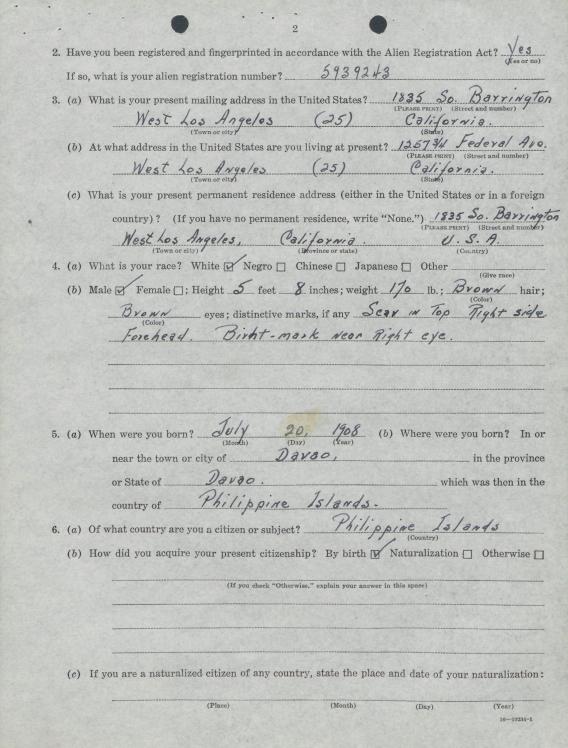 2
2. Have you been registered and fingerprinted in accordance with the Alien Registration Act? Yes
(Yes or no)
If so, what is your alien registration number? 5939243
3. (a) What is your present mailing address in the United States? 1835 So. Barrington
(PLEASE PRINT) (Street and number)
West Los Angeles (25) California.
(Town or city) (State)
(b) At what address in the United States are you living at present? 12573/4 Federal Ave.
(PLEASE PRINT) (Street and number)
West Los Angeles (25) California.
(Town or city) (State)
(c) What is your present permanent residence address (either in the United States or in a foreign
country)? (If you have no permanent residence, write "None.") 1835 So. Barrington
(PLEASE PRINT) (Street and number)
West Los Angeles, California. U.S.A.
(Town or city) (Province or state) (Country)
4. (a) What is your race? White ☑ Negro ☐ Chinese ☐ Japanese ☐ Other
(Give race)
(b) Male ☑ Female ☐; Height 5 feet 8 inches; weight 170 lb.; Brown hair;
(Color)
Brown eyes; distinctive marks, if any Scar in Top Right side
(Color)
Forehead. Birht-mark near Right eye.
5. (a) When were you born? July 20, 1908 (b) Where were you born? In or
(Month) (Day) (Year)
near the town or city of Davao, in the province
or State of Davao. which was then in the
country of Philippine Islands.
6. (a) Of what country are you a citizen or subject? Philippine Islands
(Country)
(b) How did you acquire your present citizenship? By birth ☑ Naturalization ☐ Otherwise ☐
(If you check "Otherwise," explain your answer in this space)
(c) If you are a naturalized citizen of any country, state the place and date of your naturalization:
(Place) (Month) (Day) (Year)
16—19234-1